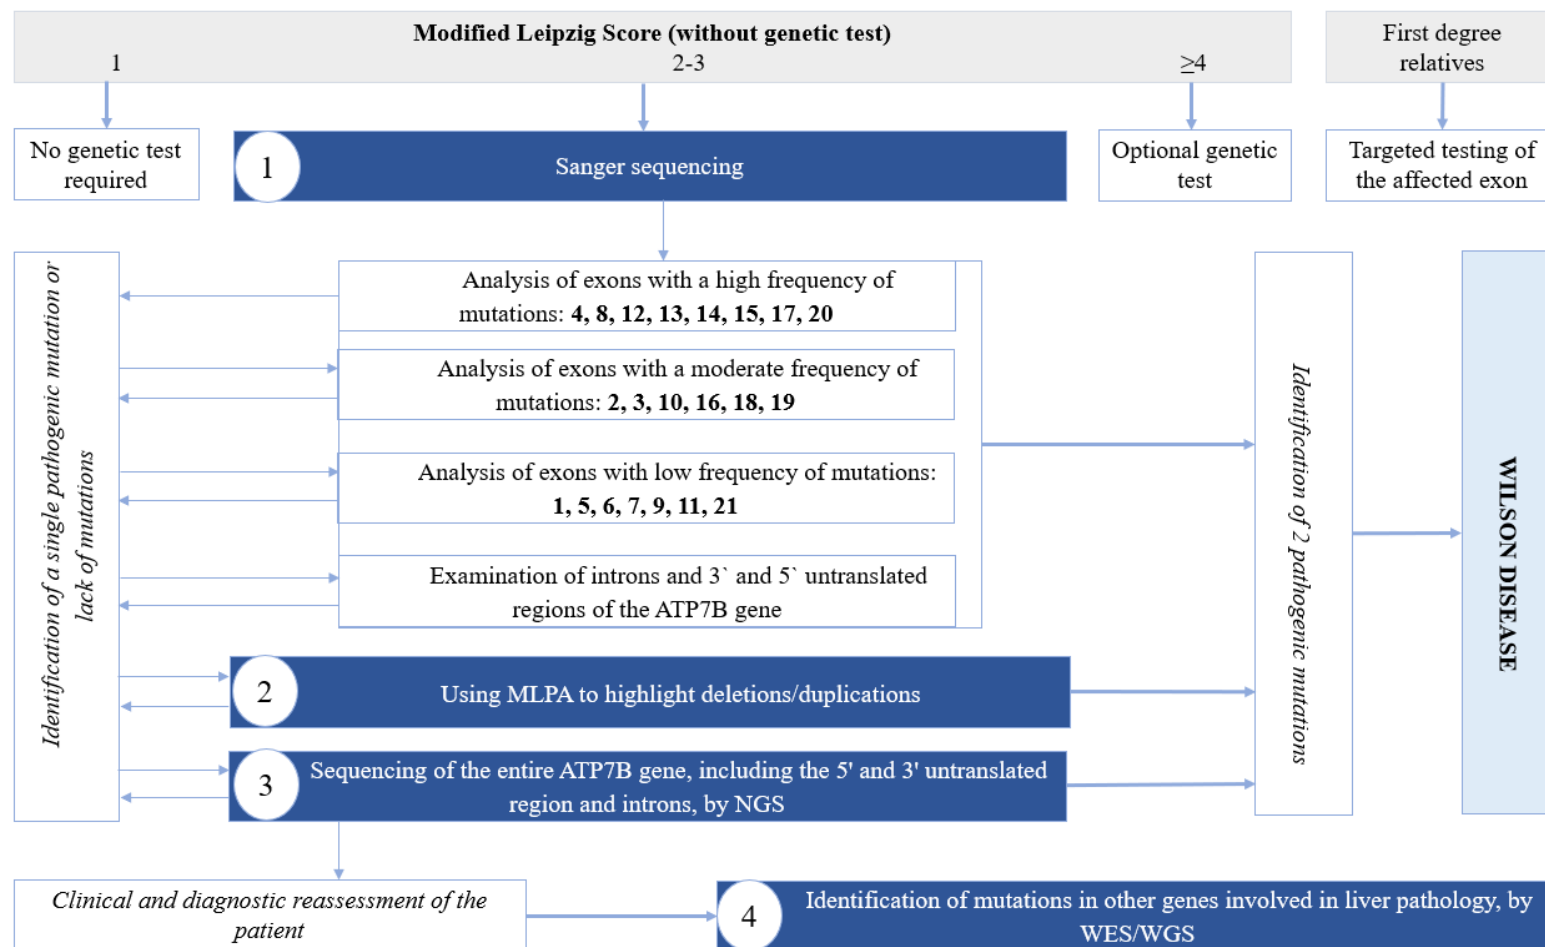 Modified Leipzig Score (without genetic test)
1
2-3
≥4
First degree
relatives
No genetic test
required
1
Sanger sequencing
Optional genetic
test
Targeted testing of
the affected exon
Identification of a single pathogenic mutation or
lack of mutations
Analysis of exons with a high frequency of
mutations: 4, 8, 12, 13, 14, 15, 17, 20
Analysis of exons with a moderate frequency of
mutations: 2, 3, 10, 16, 18, 19
Analysis of exons with low frequency of mutations:
1, 5, 6, 7, 9, 11, 21
Examination of introns and 3` and 5` untranslated
regions of the ATP7B gene
2
Using MLPA to highlight deletions/duplications
3
Sequencing of the entire ATP7B gene, including the 5' and 3' untranslated
region and introns, by NGS
Identification of 2 pathogenic mutations
WILSON DISEASE
Clinical and diagnostic reassessment of the
patient
4
Identification of mutations in other genes involved in liver pathology, by
WES/WGS